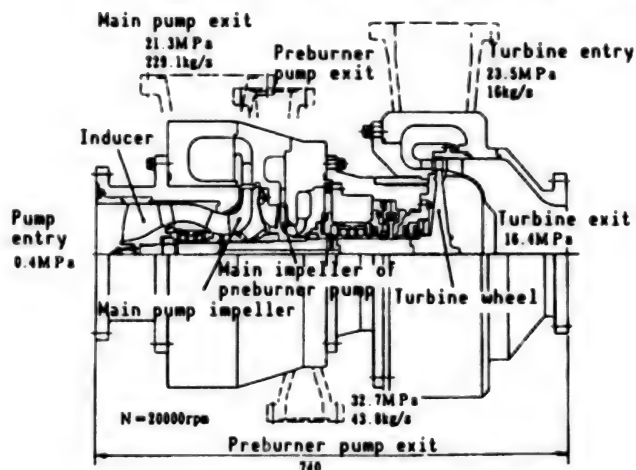 Main pump exit
21.3MPa
229.1kg/s
Preburner
pump exit
Turbine entry
23.5MPa
16kg/s
Inducer
Pump
entry
0.4MPa
Turbine exit
16.4MPa
Main impeller of
preburner pump
Main pump impeller
Turbine wheel
N=20000rpm
32.7MPa
43.8kg/s
Preburner pump exit
740